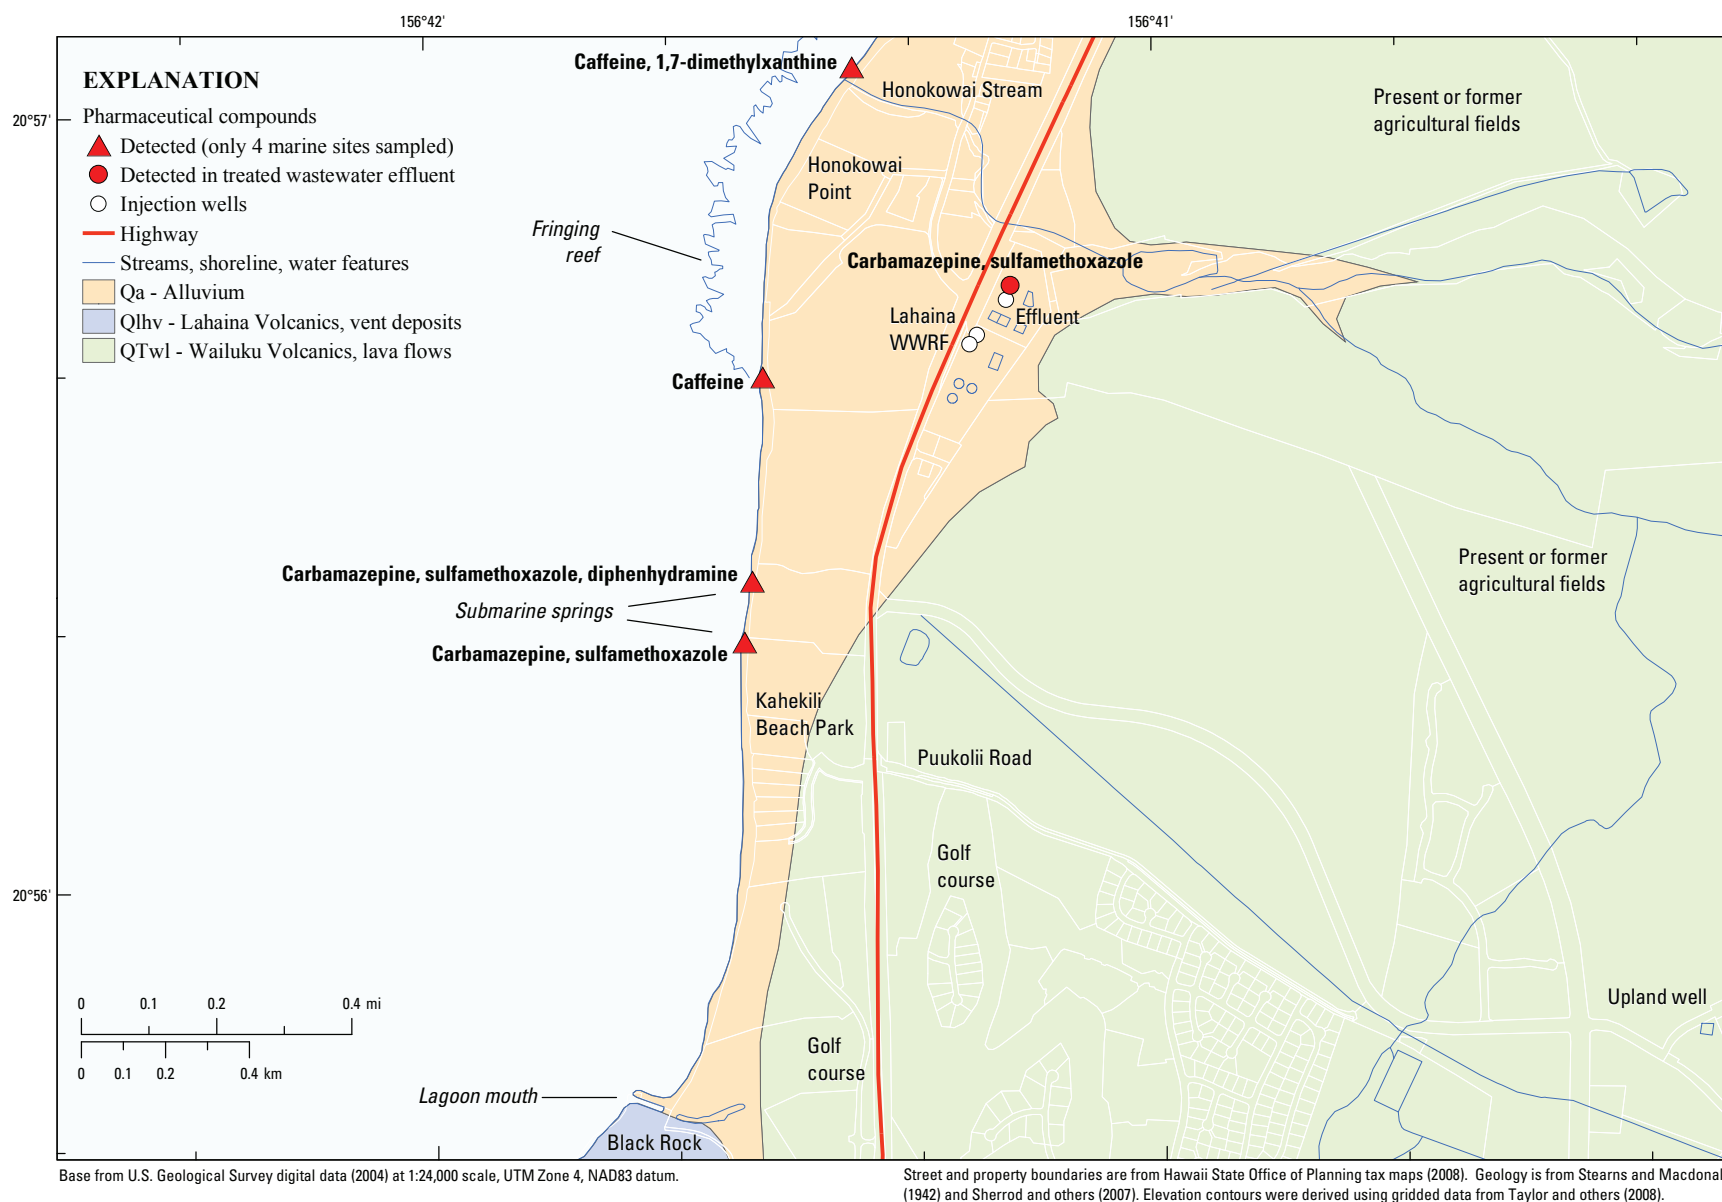 156°42'
156°41'
20°57'
20°56'
EXPLANATION
Pharmaceutical compounds
Detected (only 4 marine sites sampled)
Detected in treated wastewater effluent
Injection wells
Highway
Streams, shoreline, water features
Qa - Alluvium
Qlhv - Lahaina Volcanics, vent deposits
QTwl - Wailuku Volcanics, lava flows
Caffeine, 1,7-dimethylxanthine
Honokowai Stream
Present or former
agricultural fields
Honokowai
Point
Fringing
reef
Carbamazepine, sulfamethoxazole
Lahaina
WWRF
Effluent
Caffeine
Carbamazepine, sulfamethoxazole, diphenhydramine
Submarine springs
Carbamazepine, sulfamethoxazole
Present or former
agricultural fields
Kahekili
Beach Park
Puukolii Road
Golf
course
Upland well
0 0.1 0.2 0.4 mi
0 0.1 0.2 0.4 km
Golf
course
Lagoon mouth
Black Rock
Base from U.S. Geological Survey digital data (2004) at 1:24,000 scale, UTM Zone 4, NAD83 datum.
Street and property boundaries are from Hawaii State Office of Planning tax maps (2008). Geology is from Stearns and Macdonal
(1942) and Sherrod and others (2007). Elevation contours were derived using gridded data from Taylor and others (2008).